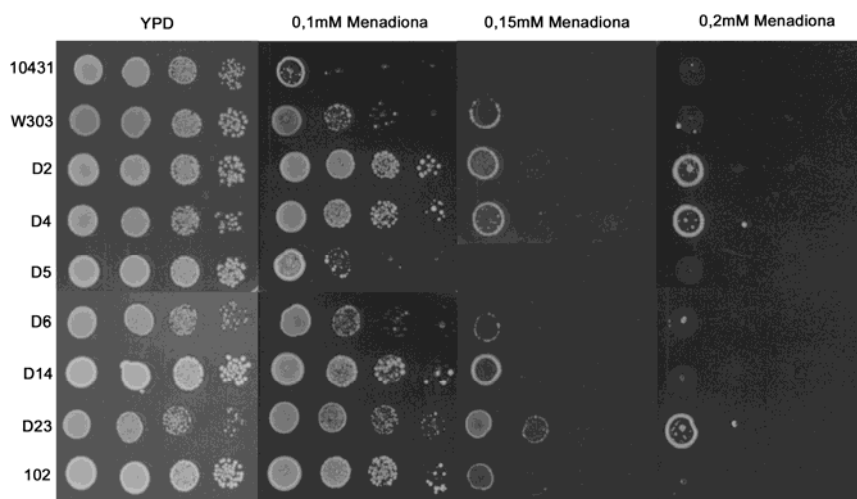 YPD 0,1mM Menadiona 0,15mM Menadiona 0,2mM Menadiona
10431
W303
D2
D4
D5
D6
D14
D23
102